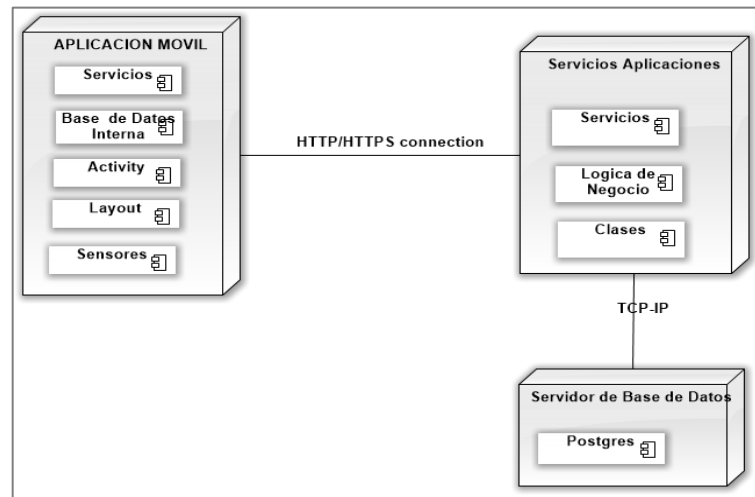 APLICACION MOVIL
Servicios
Base de Datos
Interna
Activity
Layout
Sensores
HTTP/HTTPS connection
Servicios Aplicaciones
Servicios
Logica de
Negocio
Clases
TCP-IP
Servidor de Base de Datos
Postgres